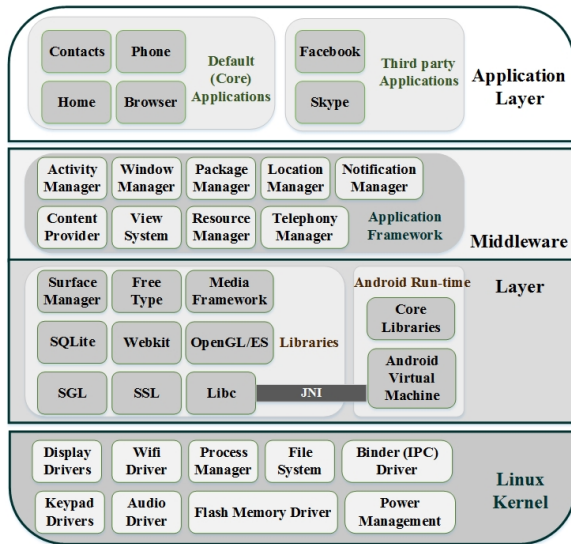 Contacts
Phone
Default
(Core)
Applications
Home
Browser
Facebook
Third party
Applications
Skype
Application
Layer
Activity
Manager
Window
Manager
Package
Manager
Location
Manager
Notification
Manager
Content
Provider
View
System
Resource
Manager
Telephony
Manager
Application
Framework
Middleware
Layer
Surface
Manager
Free
Type
Media
Framework
SQLite
Webkit
OpenGL/ES
Libraries
SGL
SSL
Libc
JNI
Android Run-time
Core
Libraries
Android
Virtual
Machine
Display
Drivers
Wifi
Driver
Process
Manager
File
System
Binder (IPC)
Driver
Keypad
Drivers
Audio
Driver
Flash Memory Driver
Power
Management
Linux
Kernel